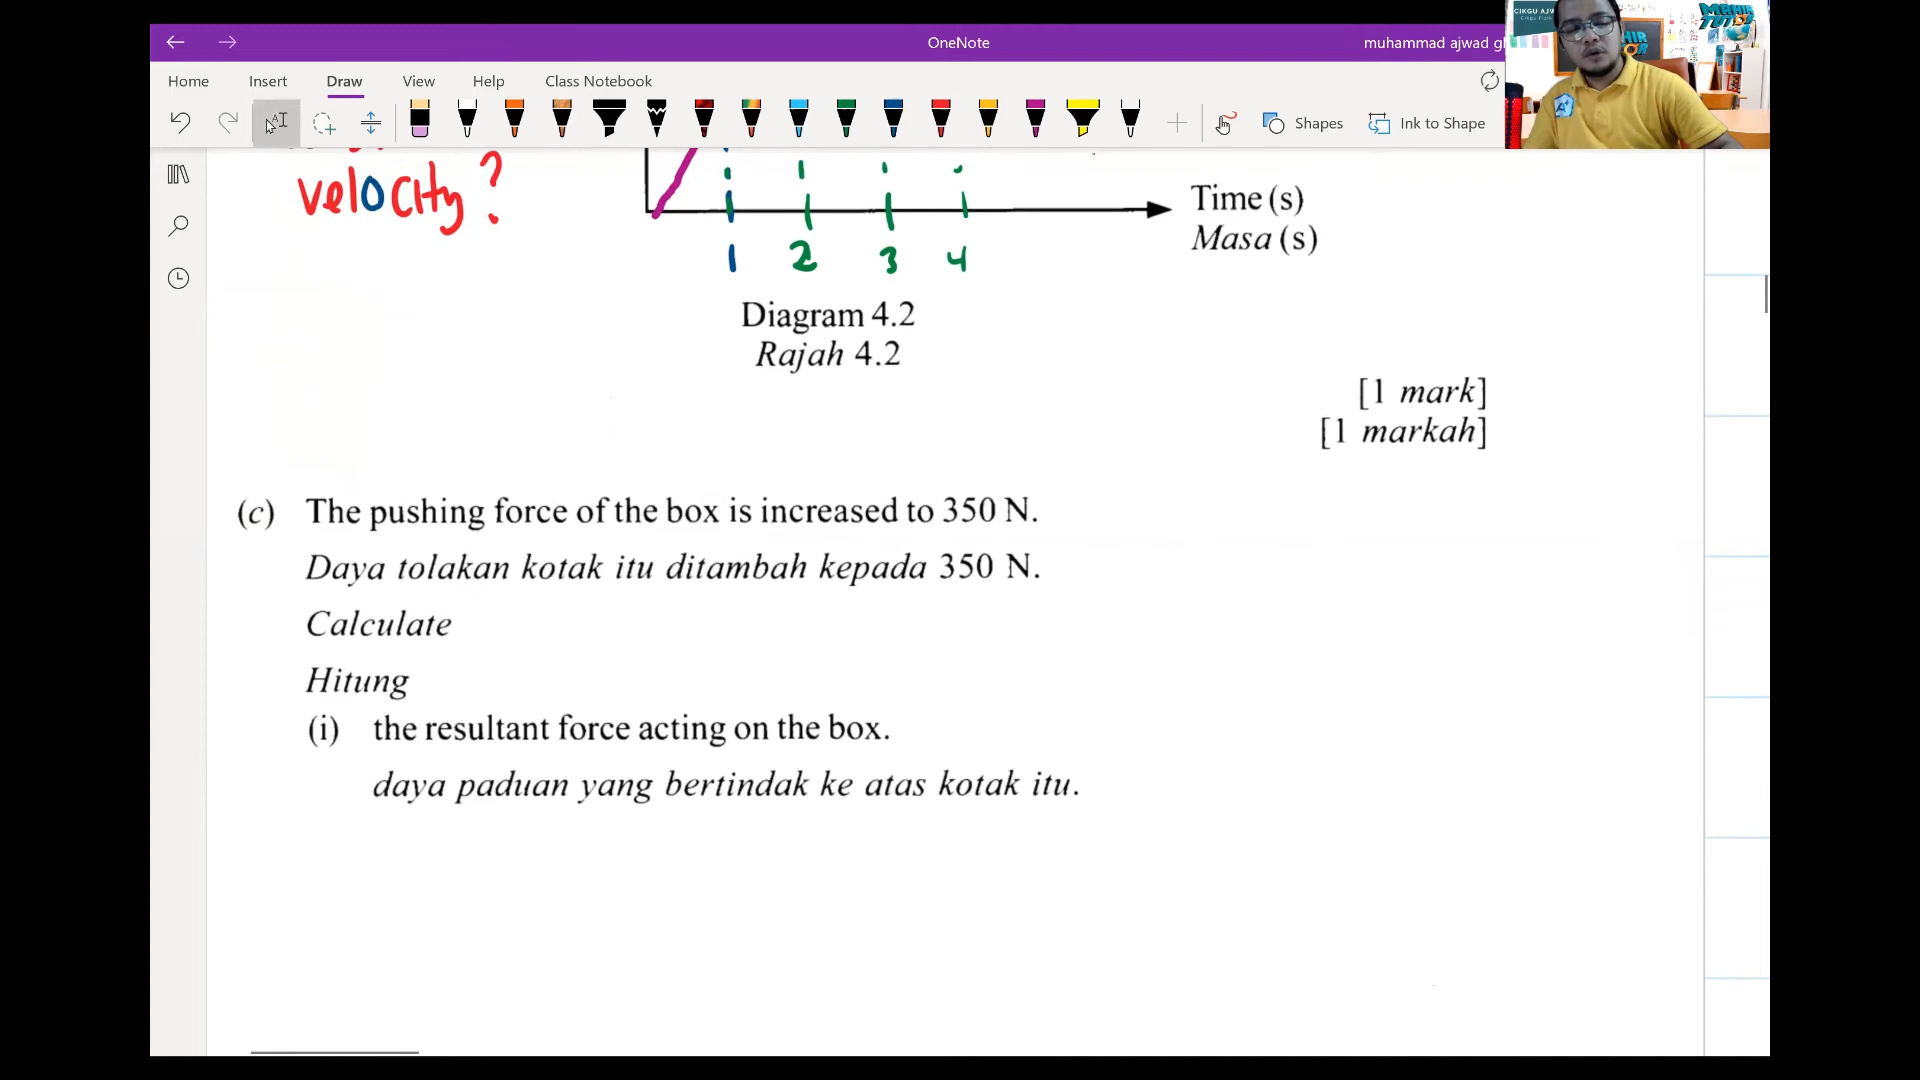 OneNote
muhammad ajwad
CIKGU AJW
Home Insert Draw View Help Class Notebook
Shapes Ink to Shape
velocity?
Time (s)
Masa (s)
1 2 3 4
Diagram 4.2
Rajah 4.2
[1 mark]
[1 markah]
(c) The pushing force of the box is increased to 350 N.
Daya tolakan kotak itu ditambah kepada 350 N.
Calculate
Hitung
(i) the resultant force acting on the box.
daya paduan yang bertindak ke atas kotak itu.